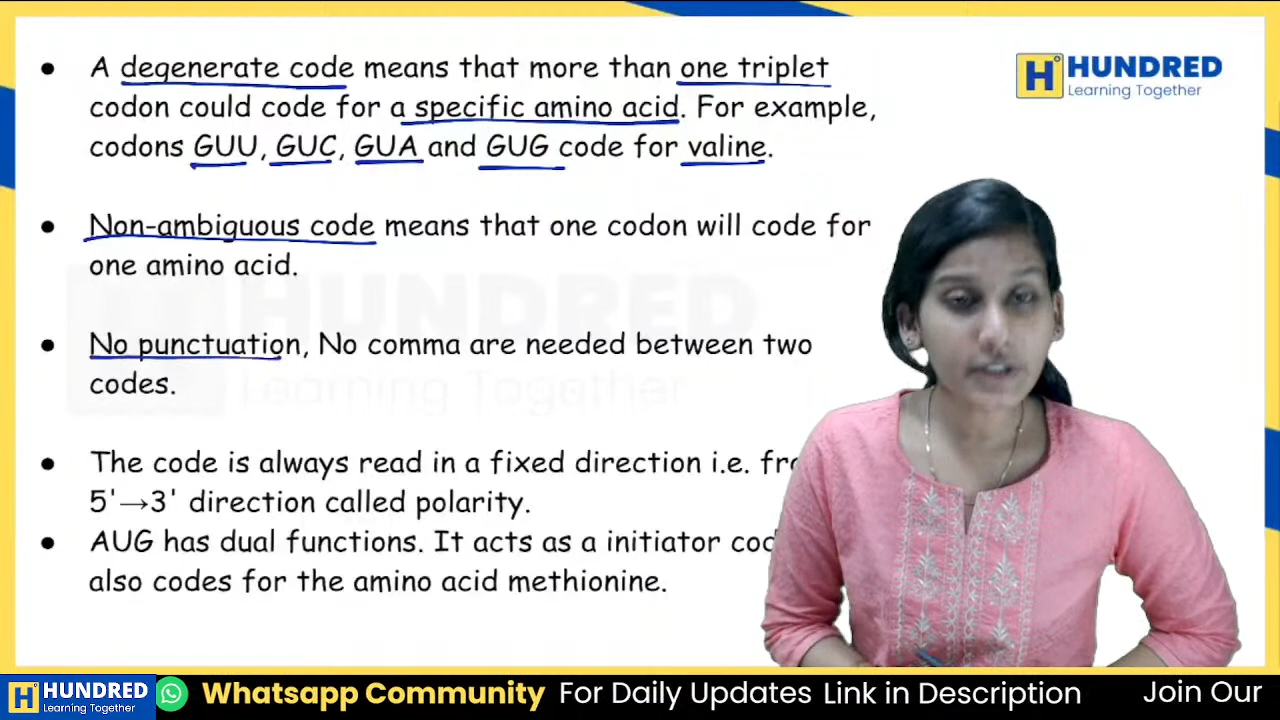 ● A degenerate code means that more than one triplet
codon could code for a specific amino acid. For example,
codons GUU, GUC, GUA and GUG code for valine.
● Non-ambiguous code means that one codon will code for
one amino acid.
● No punctuation, No comma are needed between two
codes.
● The code is always read in a fixed direction i.e.
5'→3' direction called polarity.
● AUG has dual functions. It acts as a initiator
also codes for the amino acid methionine.
HUNDRED
Learning Together
HUNDRED
Learning Together
HUNDRED
Learning Together
Whatsapp Community For Daily Updates Link in Description Join Our